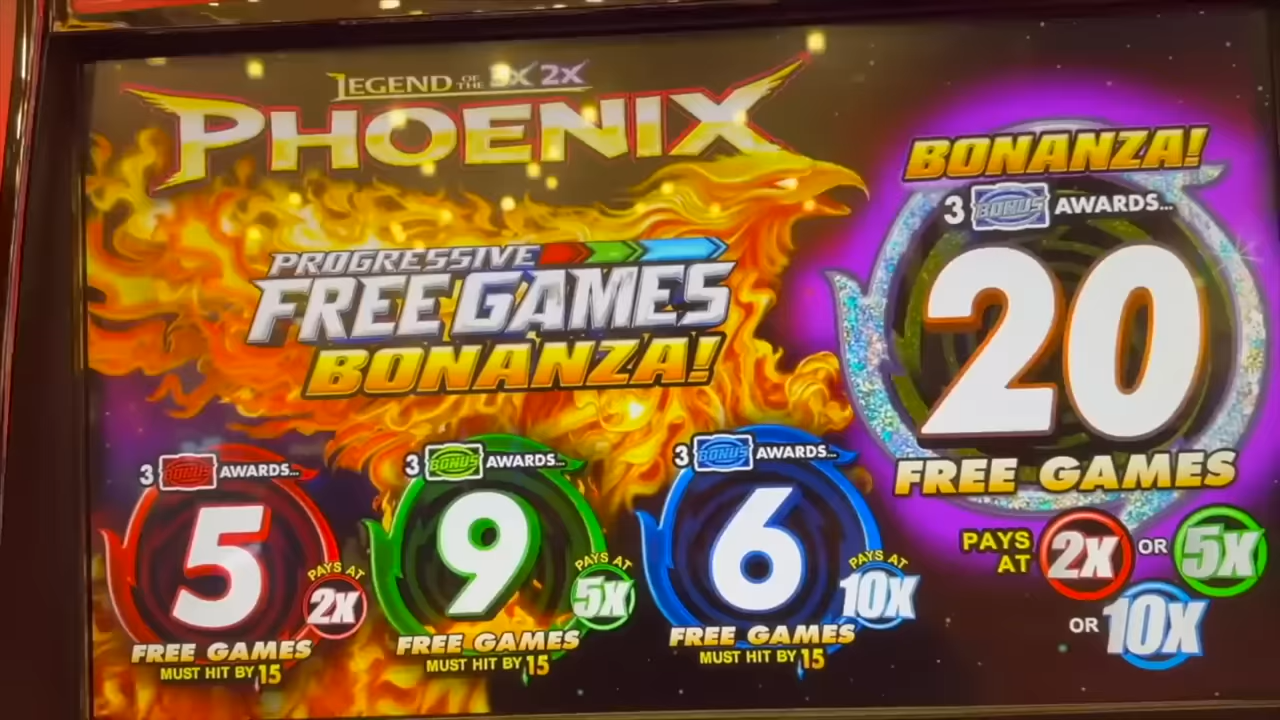 LEGEND OF THE 3X 2X
PHOENIX
PROGRESSIVE
FREE GAMES
BONANZA!
BONANZA!
3 BONUS AWARDS...
20
FREE GAMES
PAYS AT 2X OR 5X
OR 10X
3 BONUS AWARDS...
5
PAYS AT
2X
FREE GAMES
MUST HIT BY 15
3 BONUS AWARDS...
9
PAYS AT
5X
FREE GAMES
MUST HIT BY 15
3 BONUS AWARDS...
6
PAYS AT
10X
FREE GAMES
MUST HIT BY 15